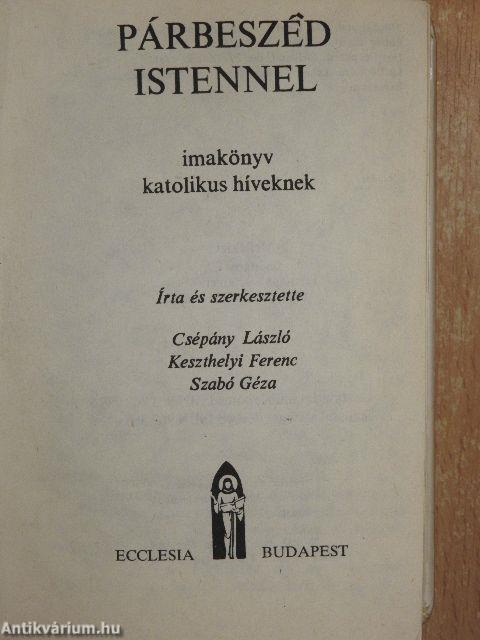 PÁRBESZÉD
ISTENNEL
imakönyv
katolikus híveknek
Írta és szerkesztette
Csépány László
Keszthelyi Ferenc
Szabó Géza
ECCLESIA BUDAPEST
Antikvárium.hu